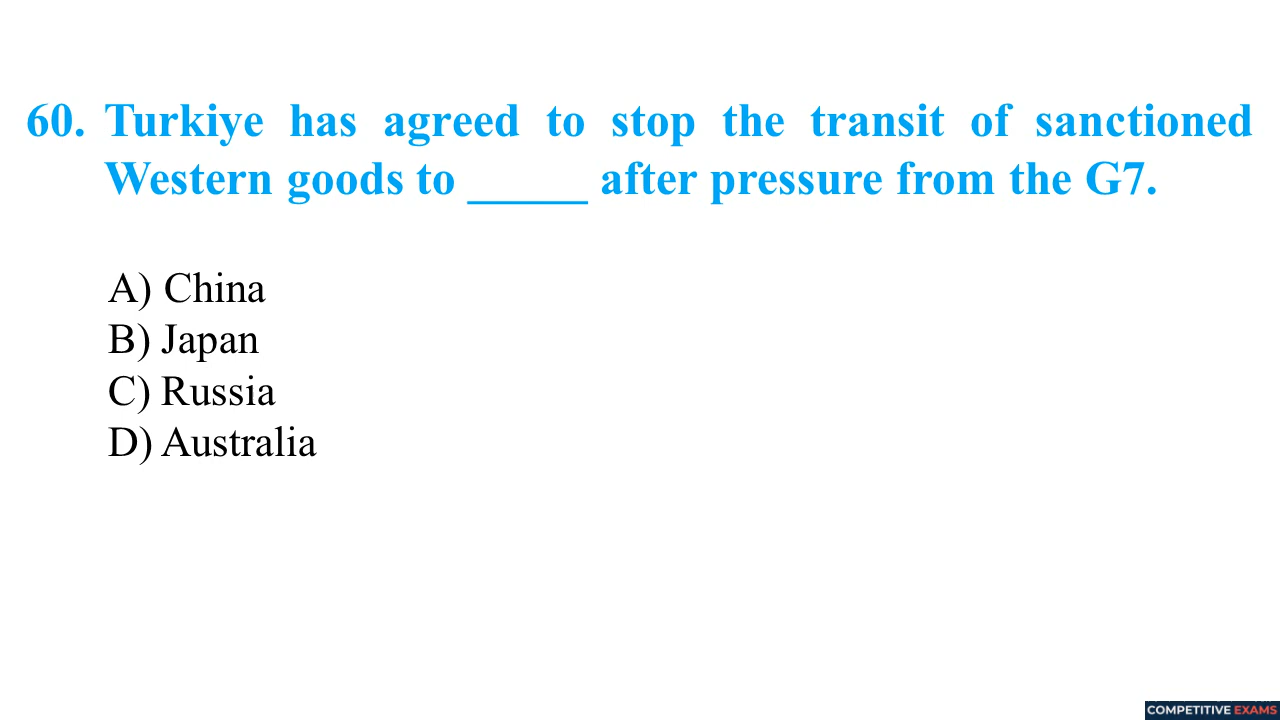 60. Turkiye has agreed to stop the transit of sanctioned
Western goods to _____ after pressure from the G7.
A) China
B) Japan
C) Russia
D) Australia
COMPETITIVE EXAMS